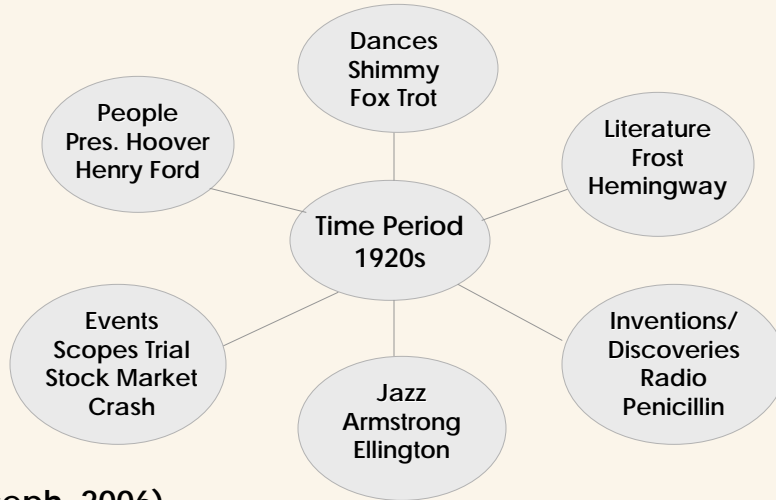 Dances
Shimmy
Fox Trot
People
Pres. Hoover
Henry Ford
Literature
Frost
Hemingway
Time Period
1920s
Events
Scopes Trial
Stock Market
Crash
Jazz
Armstrong
Ellington
Inventions/
Discoveries
Radio
Penicillin
2006)